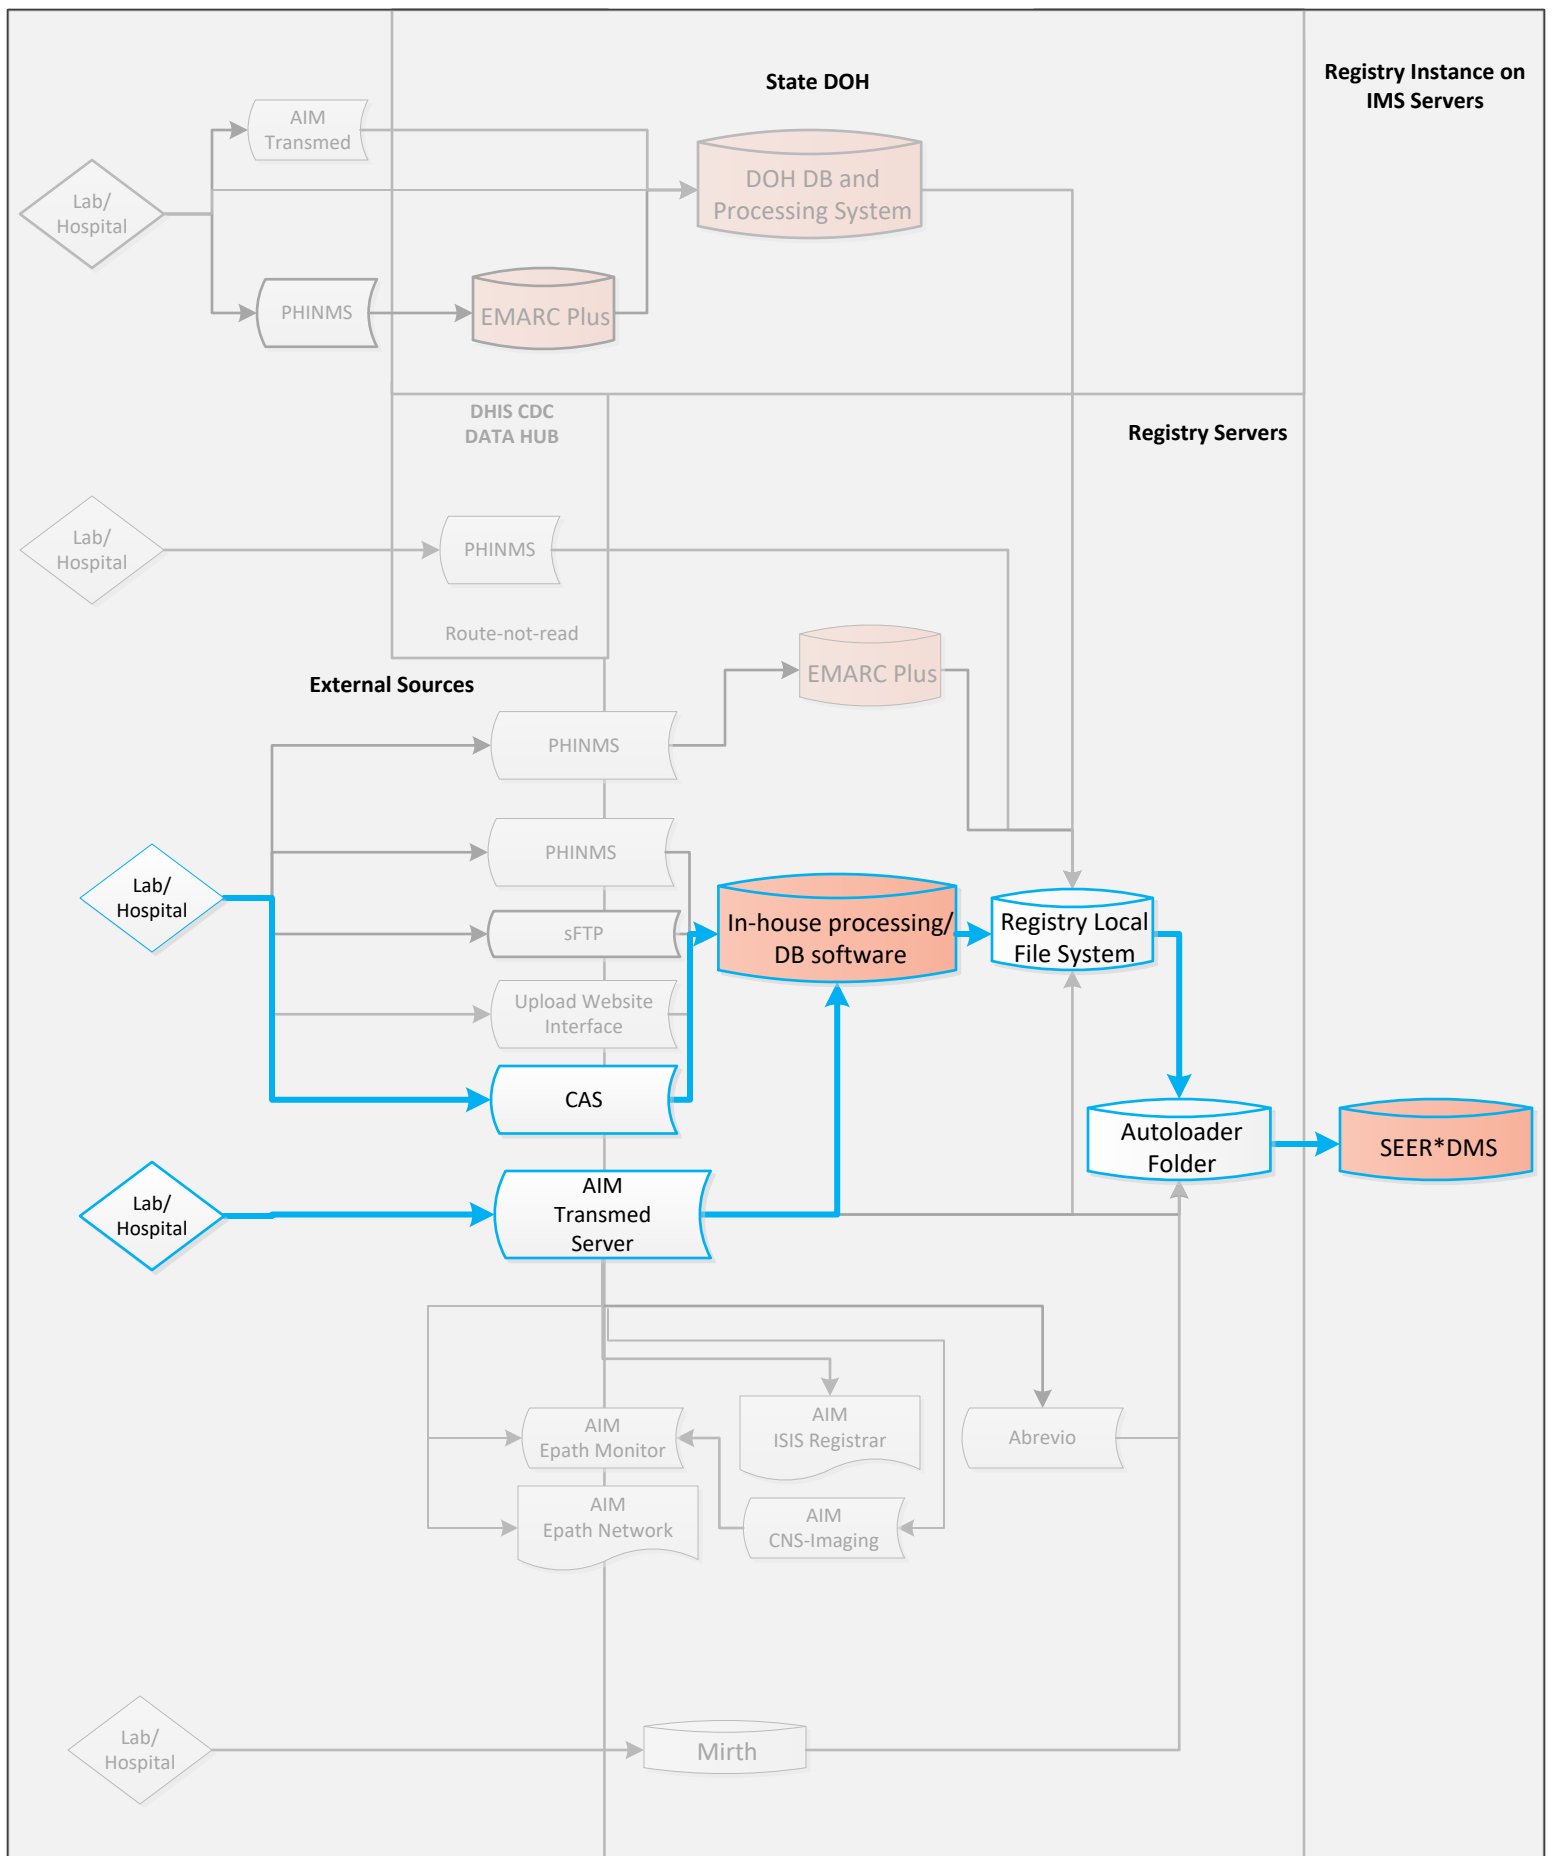 State DOH
Registry Instance on
IMS Servers
AIM
Transmed
Lab/
Hospital
DOH DB and
Processing System
PHINMS
EMARC Plus
DHIS CDC
DATA HUB
Registry Servers
Lab/
Hospital
PHINMS
Route-not-read
EMARC Plus
External Sources
PHINMS
PHINMS
Lab/
Hospital
sFTP
In-house processing/
DB software
Registry Local
File System
Upload Website
Interface
CAS
Autoloader
Folder
SEER*DMS
Lab/
Hospital
AIM
Transmed
Server
AIM
Epath Monitor
AIM
ISIS Registrar
Abrevio
AIM
Epath Network
AIM
CNS-Imaging
Lab/
Hospital
Mirth